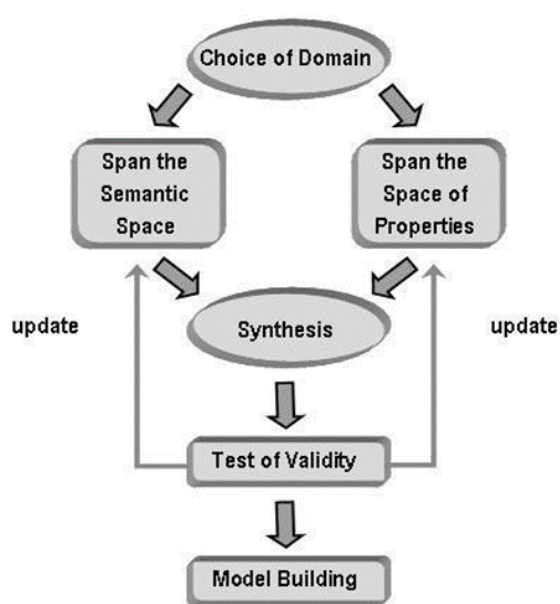 Choice of Domain
Span the
Semantic
Space
Span the
Space of
Properties
update
Synthesis
update
Test of Validity
Model Building